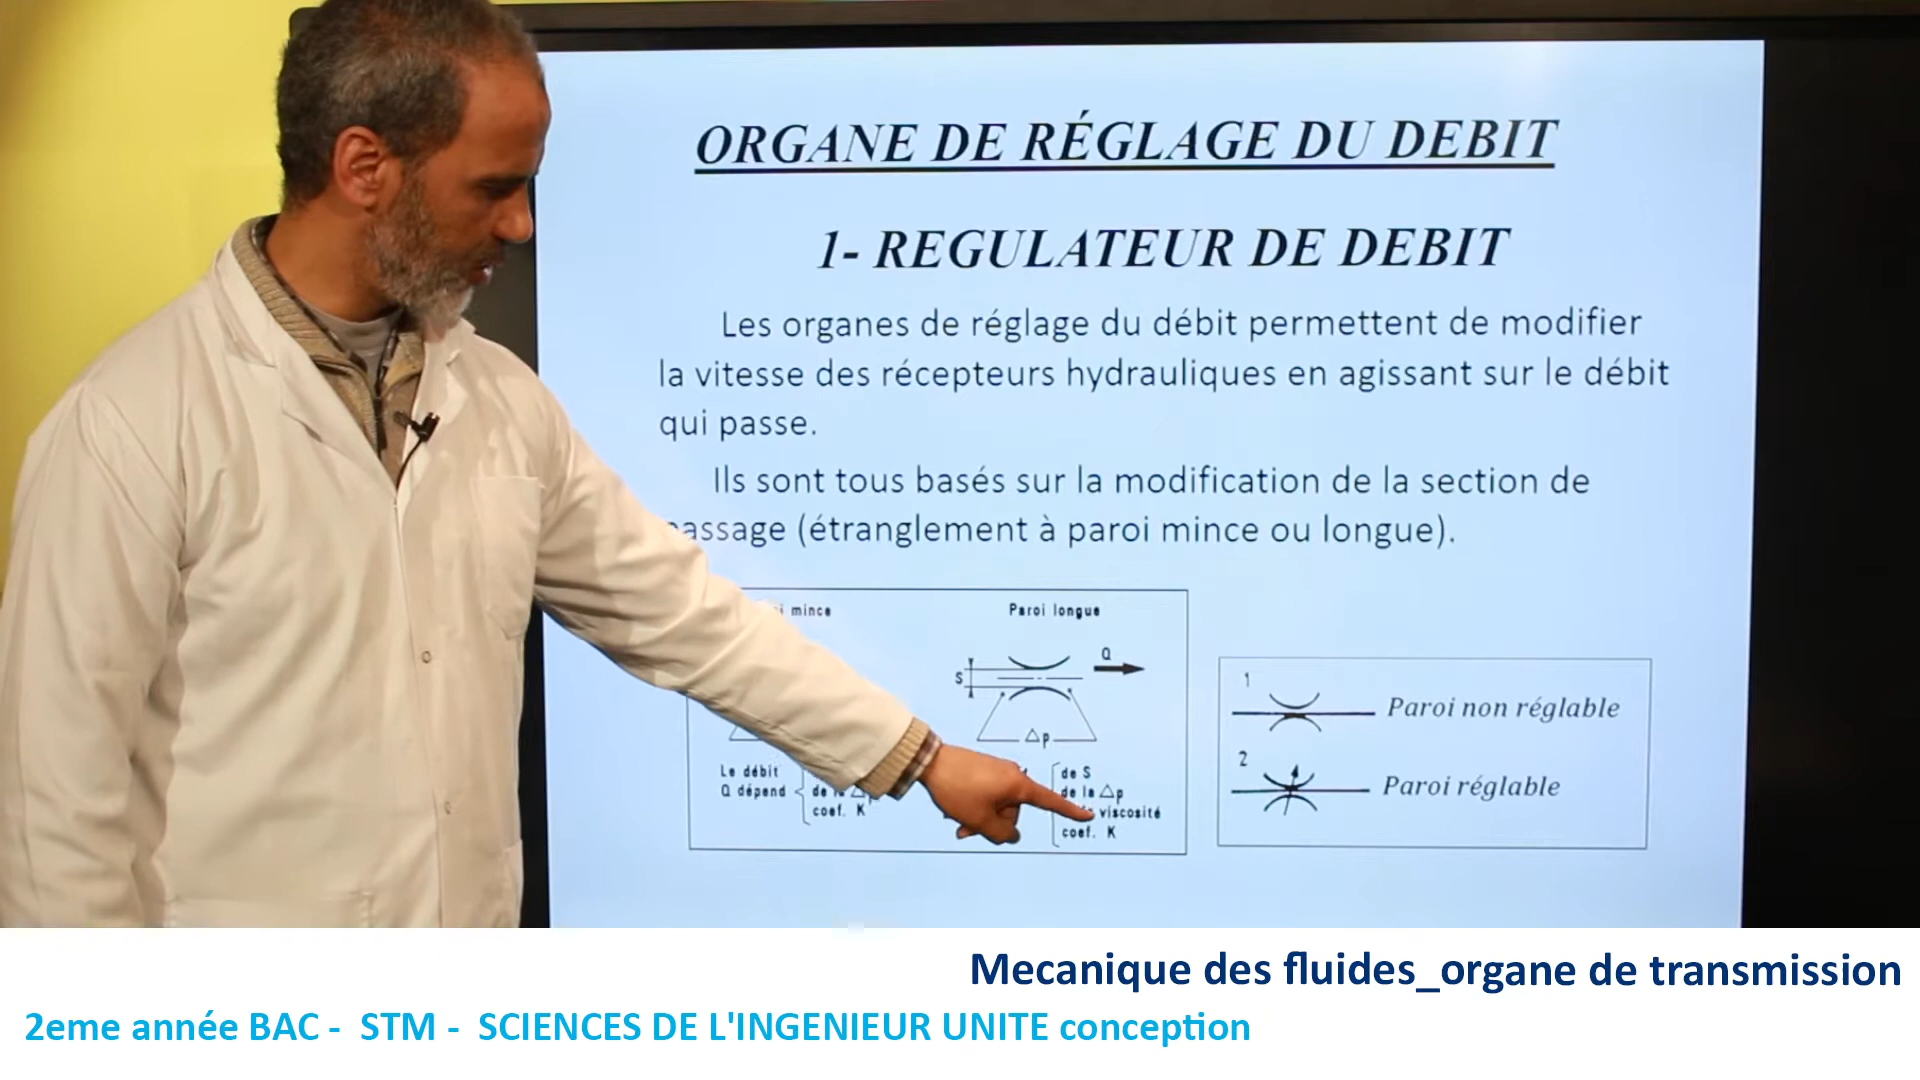 ORGANE DE RÉGLAGE DU DEBIT
1- REGULATEUR DE DEBIT
Les organes de réglage du débit permettent de modifier
la vitesse des récepteurs hydrauliques en agissant sur le débit
qui passe.
Ils sont tous basés sur la modification de la section de
passage (étranglement à paroi mince ou longue).
mince
Paroi longue
S
Q
Δp
Le débit
Q dépend
coef. K
de S
de la Δp
viscosité
coef. K
1
Paroi non réglable
2
Paroi réglable
Mecanique des fluides_organe de transmission
2eme année BAC - STM - SCIENCES DE L'INGENIEUR UNITE conception